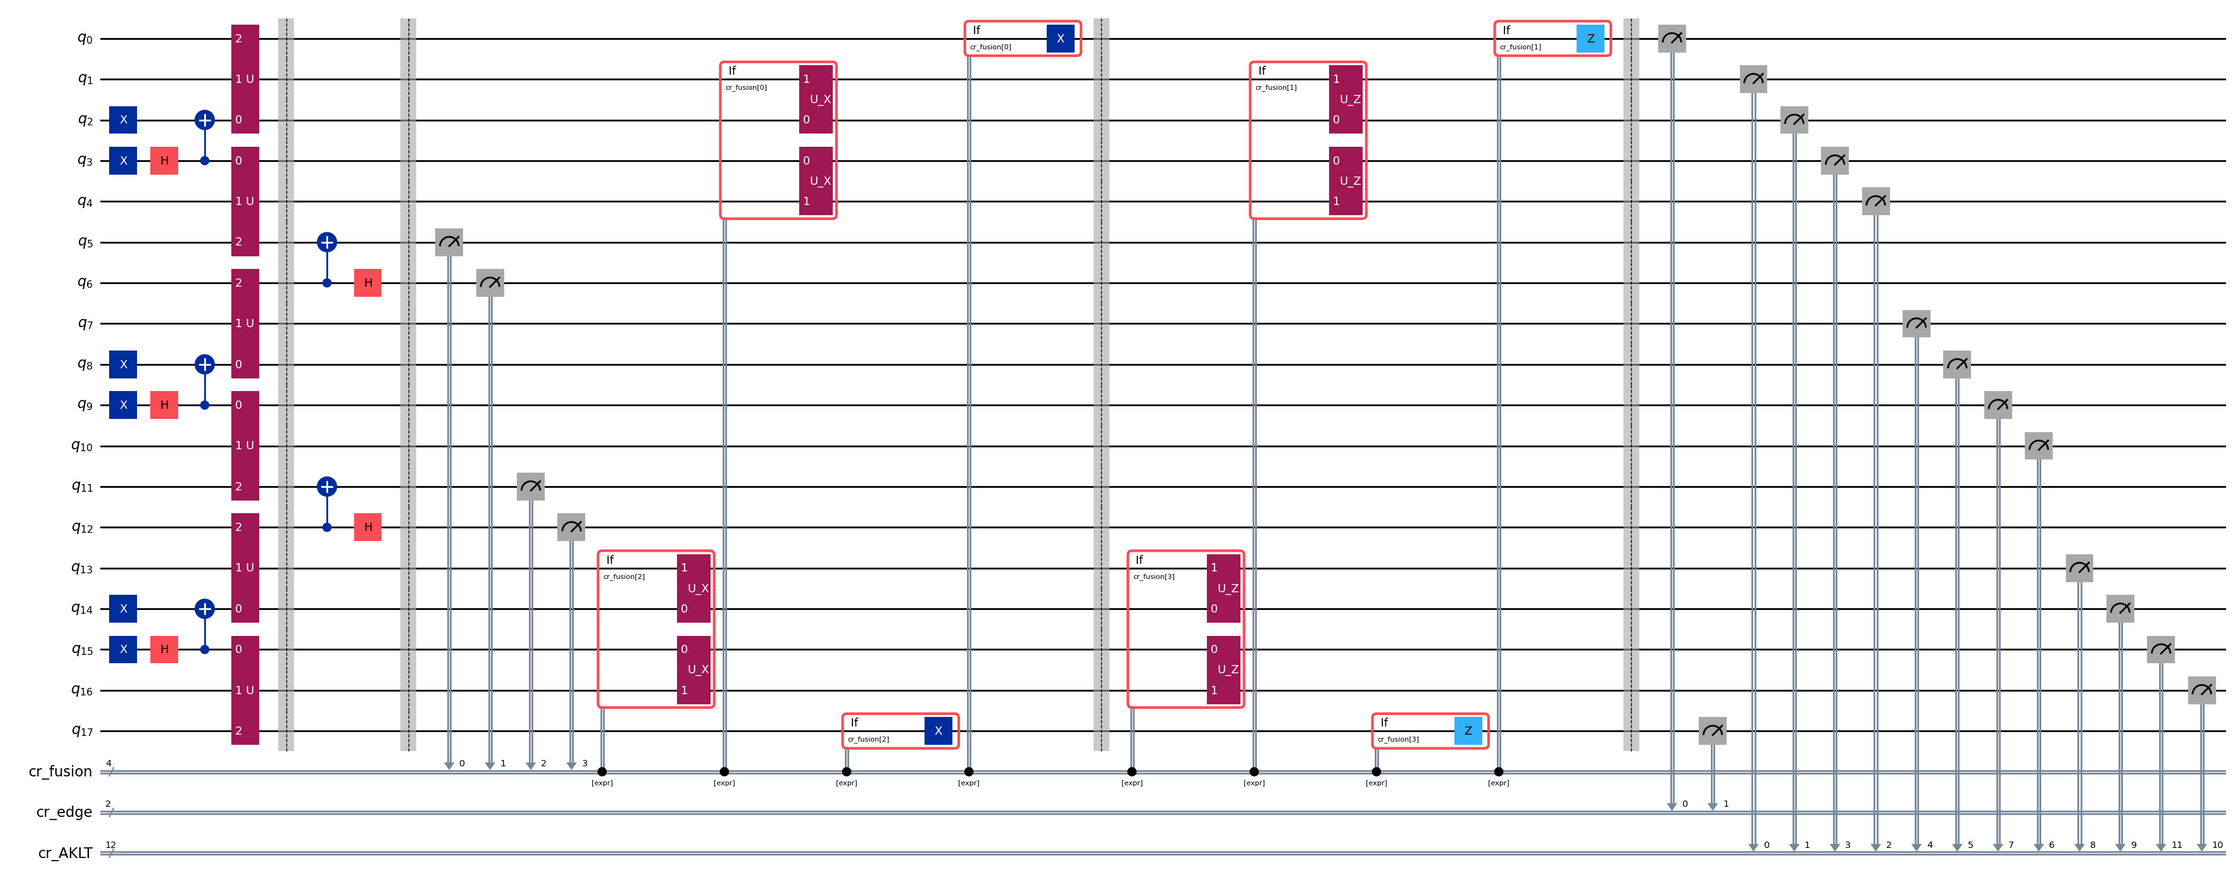 q0 2 If cr_fusion[0] X If cr_fusion[1] Z
q1 1 U If cr_fusion[0] 1 U_X If cr_fusion[1] 1 U_Z
q2 X 0 0 0
q3 X H 0 0 U_X 0 U_Z
q4 1 U 1 1
q5 2
q6 2 H
q7 1 U
q8 X 0
q9 X H 0
q10 1 U
q11 2
q12 2 H
q13 1 U If cr_fusion[2] 1 U_X If cr_fusion[3] 1 U_Z
q14 X 0 0 0
q15 X H 0 0 U_X 0 U_Z
q16 1 U 1 1
q17 2 If cr_fusion[2] X If cr_fusion[3] Z
cr_fusion 4 0 1 2 3 [expr] [expr] [expr] [expr] [expr] [expr] [expr] [expr]
cr_edge 2 0 1
cr_AKLT 12 0 1 3 2 4 5 7 6 8 9 11 10